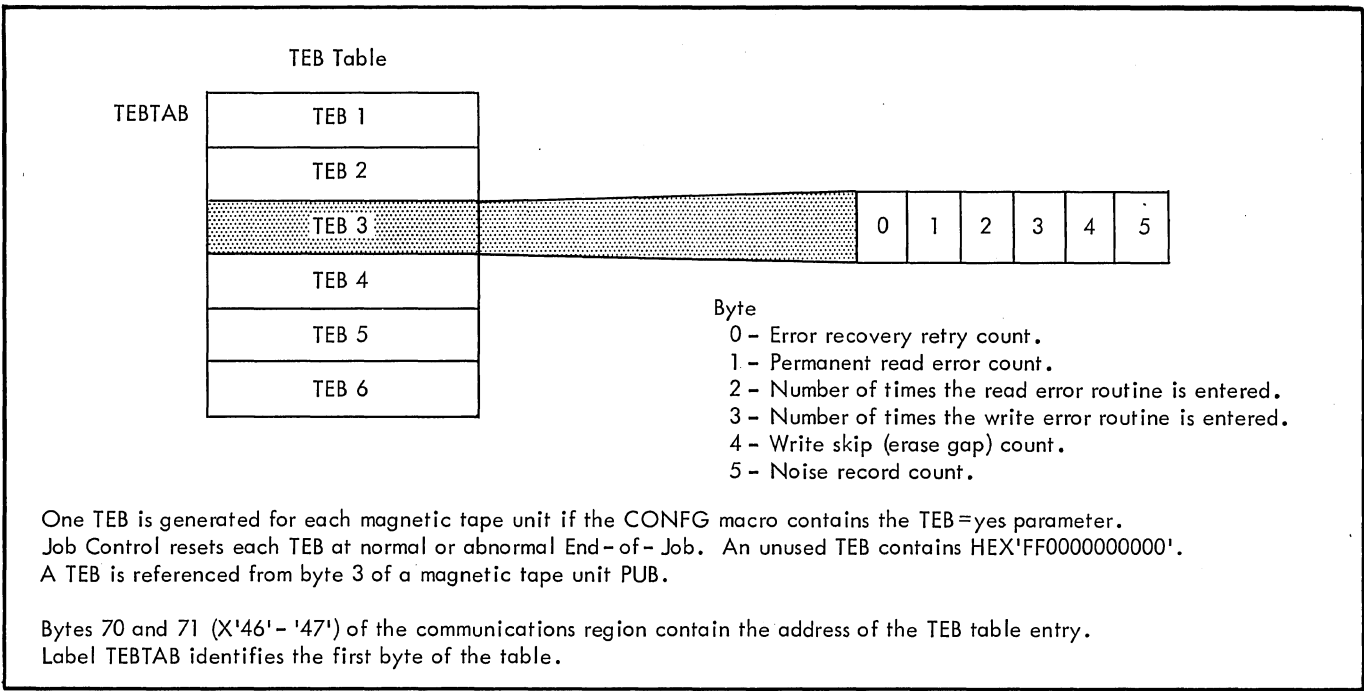 TEB Table
TEBTAB
TEB 1
TEB 2
TEB 3
0 1 2 3 4 5
TEB 4
TEB 5
TEB 6
Byte
0 - Error recovery retry count.
1 - Permanent read error count.
2 - Number of times the read error routine is entered.
3 - Number of times the write error routine is entered.
4 - Write skip (erase gap) count.
5 - Noise record count.
One TEB is generated for each magnetic tape unit if the CONFG macro contains the TEB=yes parameter.
Job Control resets each TEB at normal or abnormal End-of-Job. An unused TEB contains HEX'FF0000000000'.
A TEB is referenced from byte 3 of a magnetic tape unit PUB.
Bytes 70 and 71 (X'46'-'47') of the communications region contain the address of the TEB table entry.
Label TEBTAB identifies the first byte of the table.